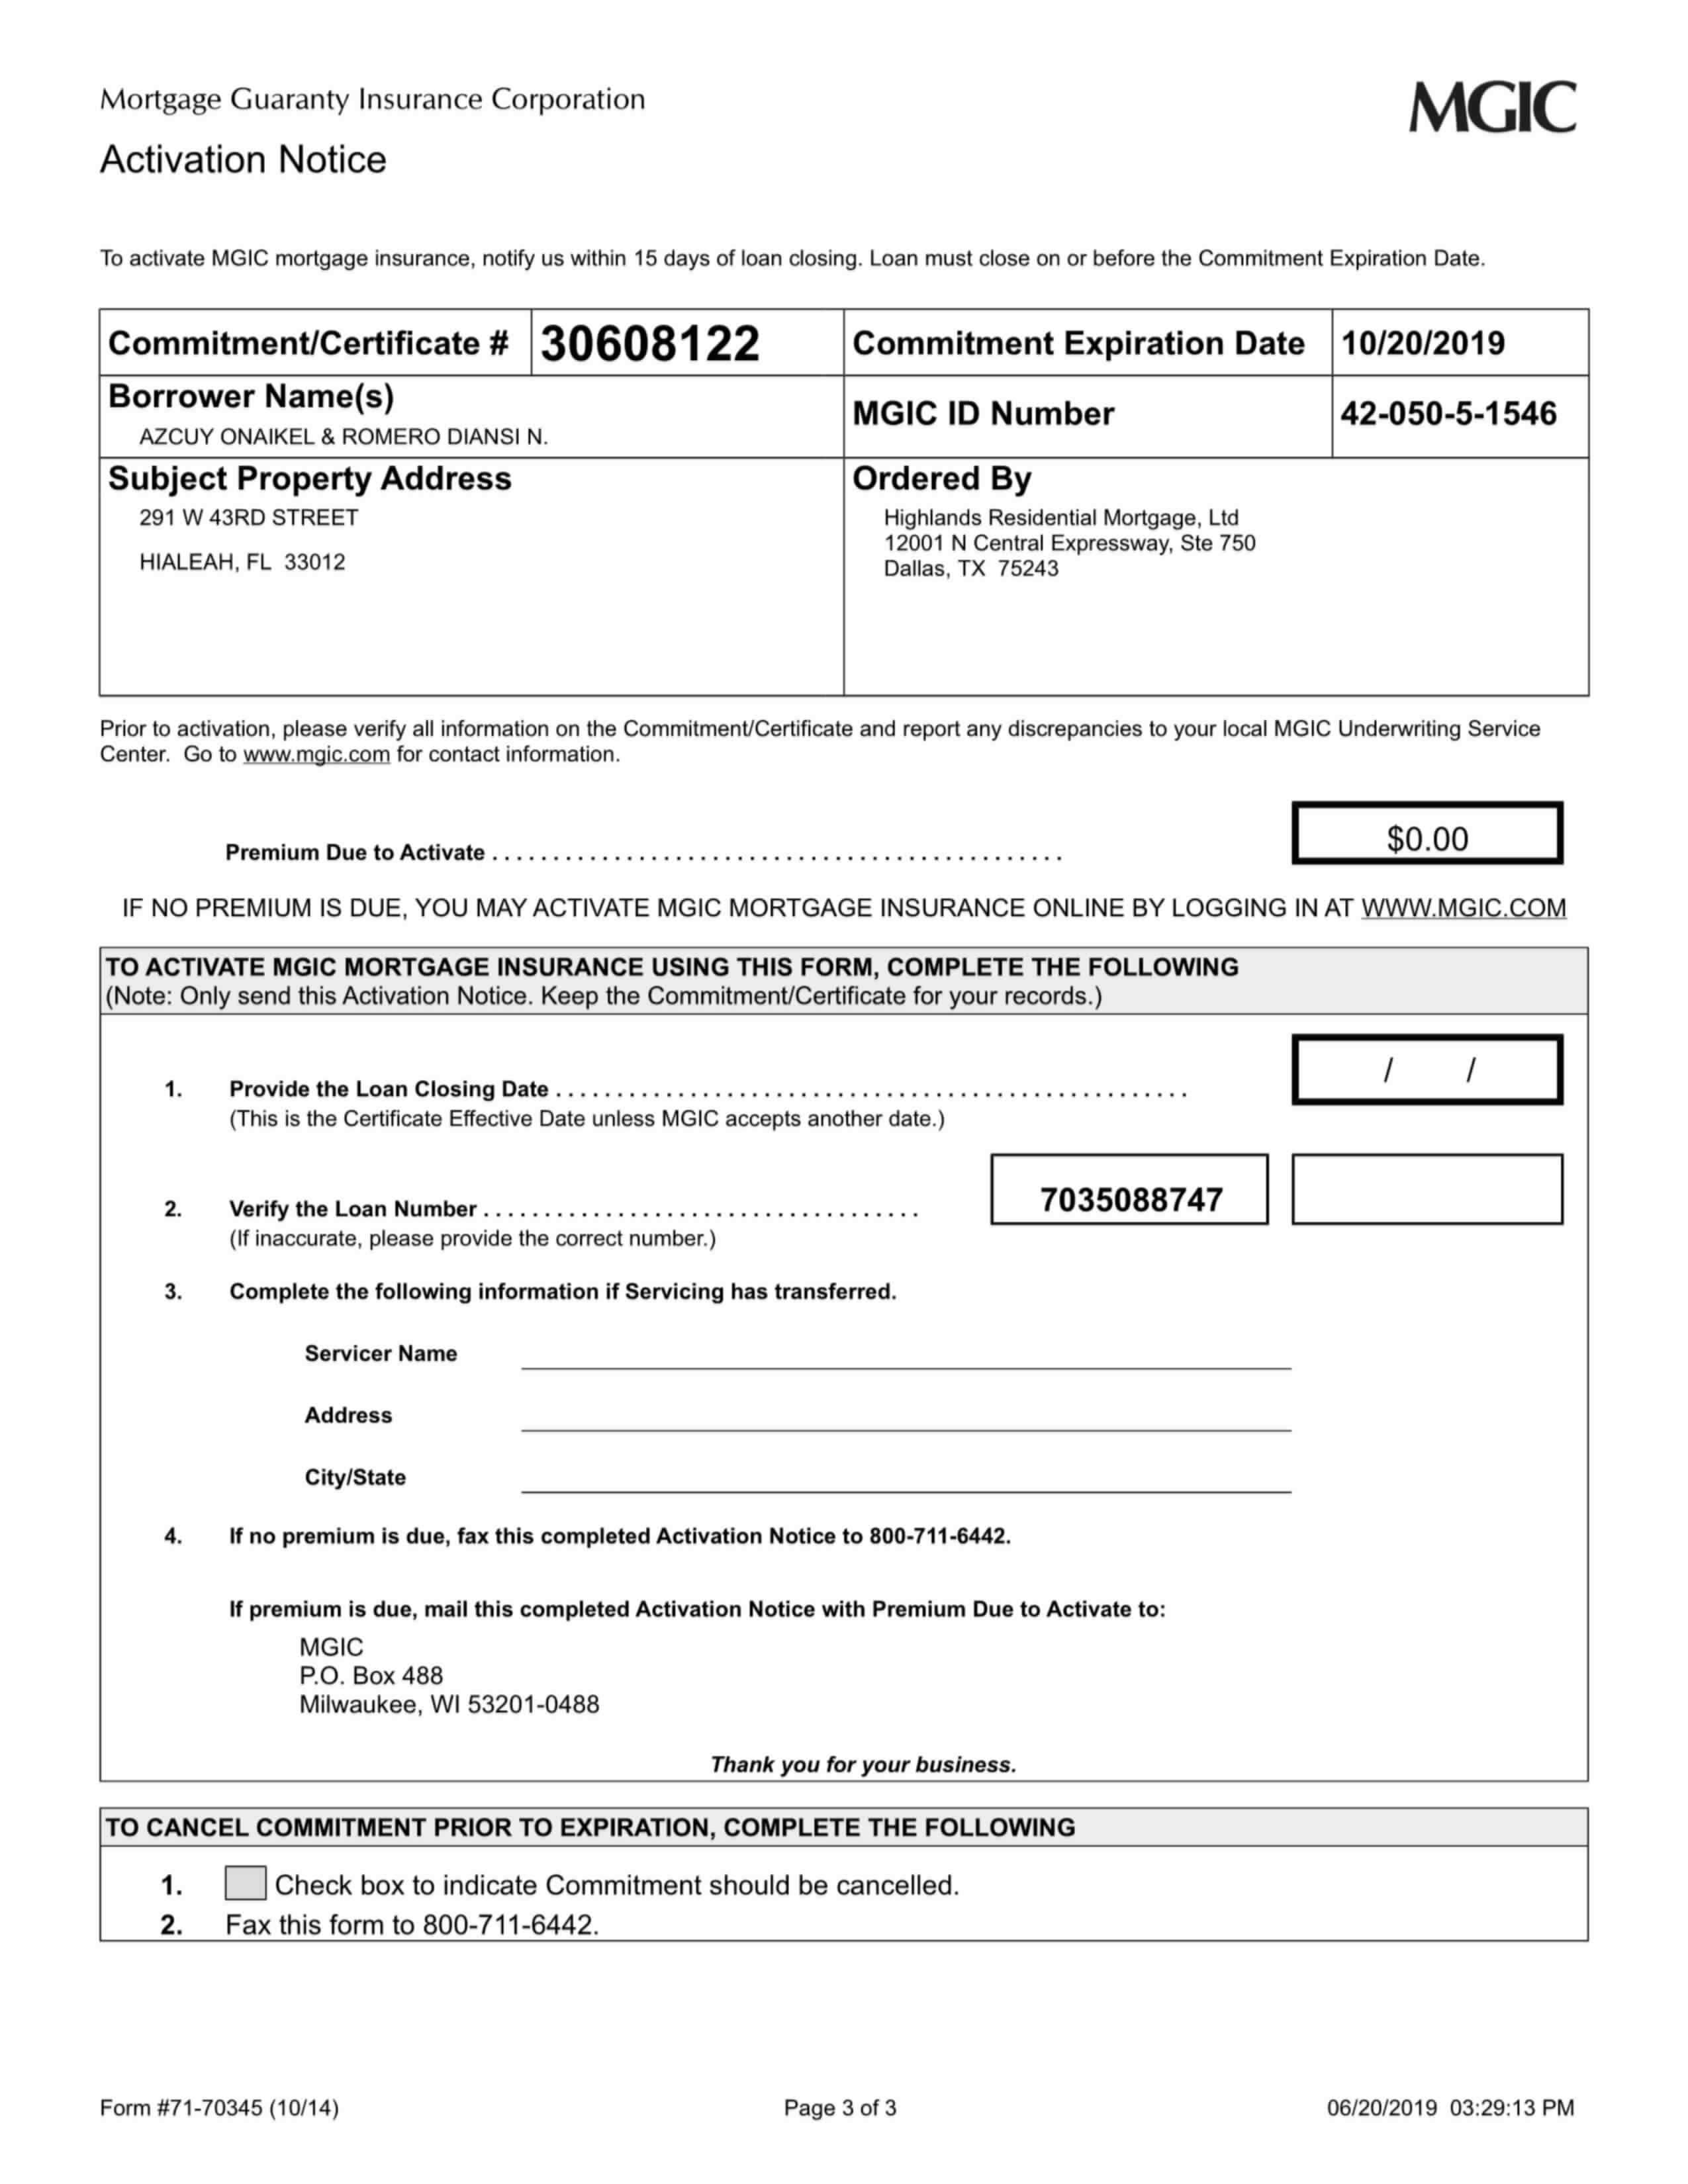 Mortgage Guaranty Insurance Corporation
MGIC
Activation Notice
To activate MGIC mortgage insurance, notify us within 15 days of loan closing. Loan must close on or before the Commitment Expiration Date.
Commitment/Certificate # 30608122 Commitment Expiration Date 10/20/2019
Borrower Name(s)
AZCUY ONAIKEL & ROMERO DIANSI N.
MGIC ID Number 42-050-5-1546
Subject Property Address
291 W 43RD STREET
HIALEAH, FL 33012
Ordered By
Highlands Residential Mortgage, Ltd
12001 N Central Expressway, Ste 750
Dallas, TX 75243
Prior to activation, please verify all information on the Commitment/Certificate and report any discrepancies to your local MGIC Underwriting Service
Center. Go to www.mgic.com for contact information.
Premium Due to Activate . . . . . . . . . . . . . . . . . . . . . . . . . . . . . . . . . . . . . . . . . . . . . . . $0.00
IF NO PREMIUM IS DUE, YOU MAY ACTIVATE MGIC MORTGAGE INSURANCE ONLINE BY LOGGING IN AT WWW.MGIC.COM
TO ACTIVATE MGIC MORTGAGE INSURANCE USING THIS FORM, COMPLETE THE FOLLOWING
(Note: Only send this Activation Notice. Keep the Commitment/Certificate for your records.)
1. Provide the Loan Closing Date . . . . . . . . . . . . . . . . . . . . . . . . . . . . . . . . . . . . . . . . . . . . . . . . . . . . / /
(This is the Certificate Effective Date unless MGIC accepts another date.)
2. Verify the Loan Number . . . . . . . . . . . . . . . . . . . . . . . . . . . . . . . . . . . . 7035088747
(If inaccurate, please provide the correct number.)
3. Complete the following information if Servicing has transferred.
Servicer Name
Address
City/State
4. If no premium is due, fax this completed Activation Notice to 800-711-6442.
If premium is due, mail this completed Activation Notice with Premium Due to Activate to:
MGIC
P.O. Box 488
Milwaukee, WI 53201-0488
Thank you for your business.
TO CANCEL COMMITMENT PRIOR TO EXPIRATION, COMPLETE THE FOLLOWING
1. Check box to indicate Commitment should be cancelled.
2. Fax this form to 800-711-6442.
Form #71-70345 (10/14) Page 3 of 3 06/20/2019 03:29:13 PM